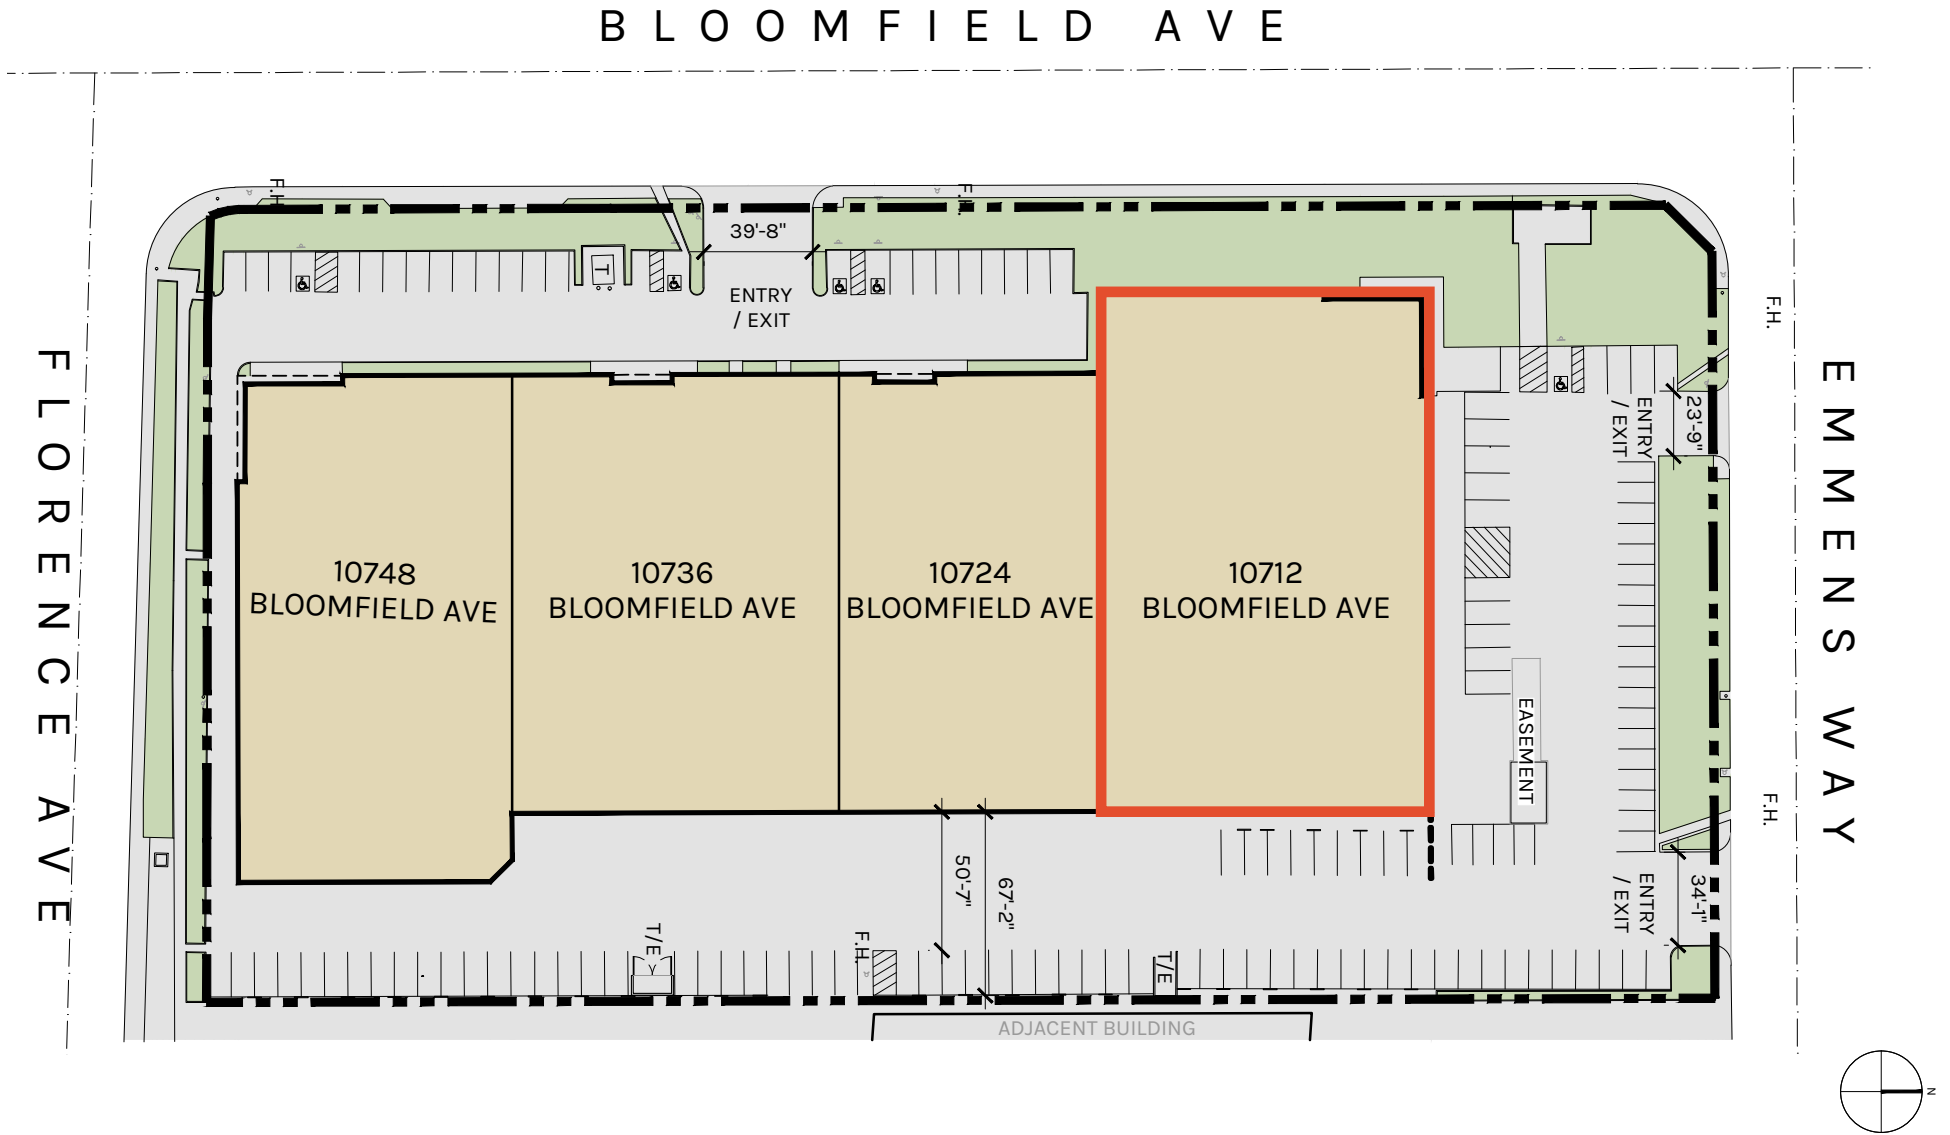 BLOOMFIELD AVE
F.H.
F.H.
39'-8"
T
ENTRY
/ EXIT
F.H.
FLORENCE AVE
EMMENS WAY
23'-9"
ENTRY
/ EXIT
10748
BLOOMFIELD AVE
10736
BLOOMFIELD AVE
10724
BLOOMFIELD AVE
10712
BLOOMFIELD AVE
EASEMENT
F.H.
50'-7"
67'-2"
34'-1"
ENTRY
/ EXIT
T/E
F.H.
T/E
ADJACENT BUILDING
N